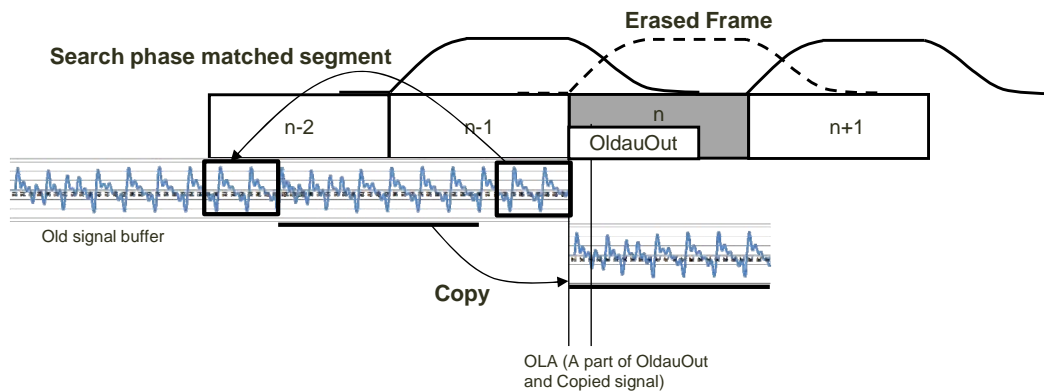 Erased Frame
Search phase matched segment
n-2
n-1
n
n+1
OldauOut
Old signal buffer
Copy
OLA (A part of OldauOut
and Copied signal)